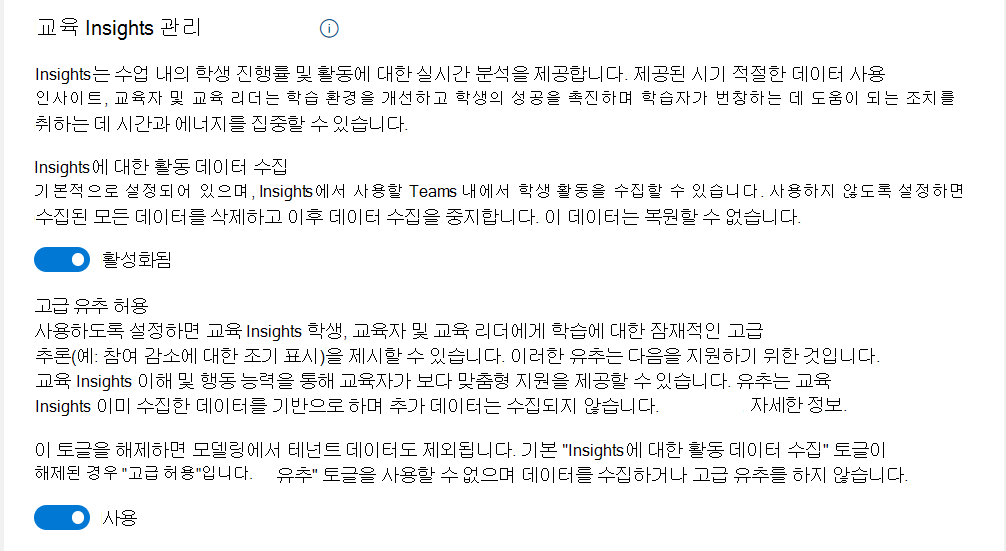 교육 Insights 관리
Insights는 수업 내의 학생 진행률 및 활동에 대한 실시간 분석을 제공합니다. 제공된 시기 적절한 데이터 사용
인사이트, 교육자 및 교육 리더는 학습 환경을 개선하고 학생의 성공을 촉진하며 학습자가 번창하는 데 도움이 되는 조치를
취하는 데 시간과 에너지를 집중할 수 있습니다.
Insights에 대한 활동 데이터 수집
기본적으로 설정되어 있으며, Insights에서 사용할 Teams 내에서 학생 활동을 수집할 수 있습니다. 사용하지 않도록 설정하면
수집된 모든 데이터를 삭제하고 이후 데이터 수집을 중지합니다. 이 데이터는 복원할 수 없습니다.
활성화됨
고급 유추 허용
사용하도록 설정하면 교육 Insights 학생, 교육자 및 교육 리더에게 학습에 대한 잠재적인 고급
추론(예: 참여 감소에 대한 조기 표시)을 제시할 수 있습니다. 이러한 유추는 다음을 지원하기 위한 것입니다.
교육 Insights 이해 및 행동 능력을 통해 교육자가 보다 맞춤형 지원을 제공할 수 있습니다. 유추는 교육
Insights 이미 수집한 데이터를 기반으로 하며 추가 데이터는 수집되지 않습니다. 자세한 정보.
이 토글을 해제하면 모델링에서 테넌트 데이터도 제외됩니다. 기본 "Insights에 대한 활동 데이터 수집" 토글이
해제된 경우 "고급 허용"입니다. 유추" 토글을 사용할 수 없으며 데이터를 수집하거나 고급 유추를 하지 않습니다.
사용